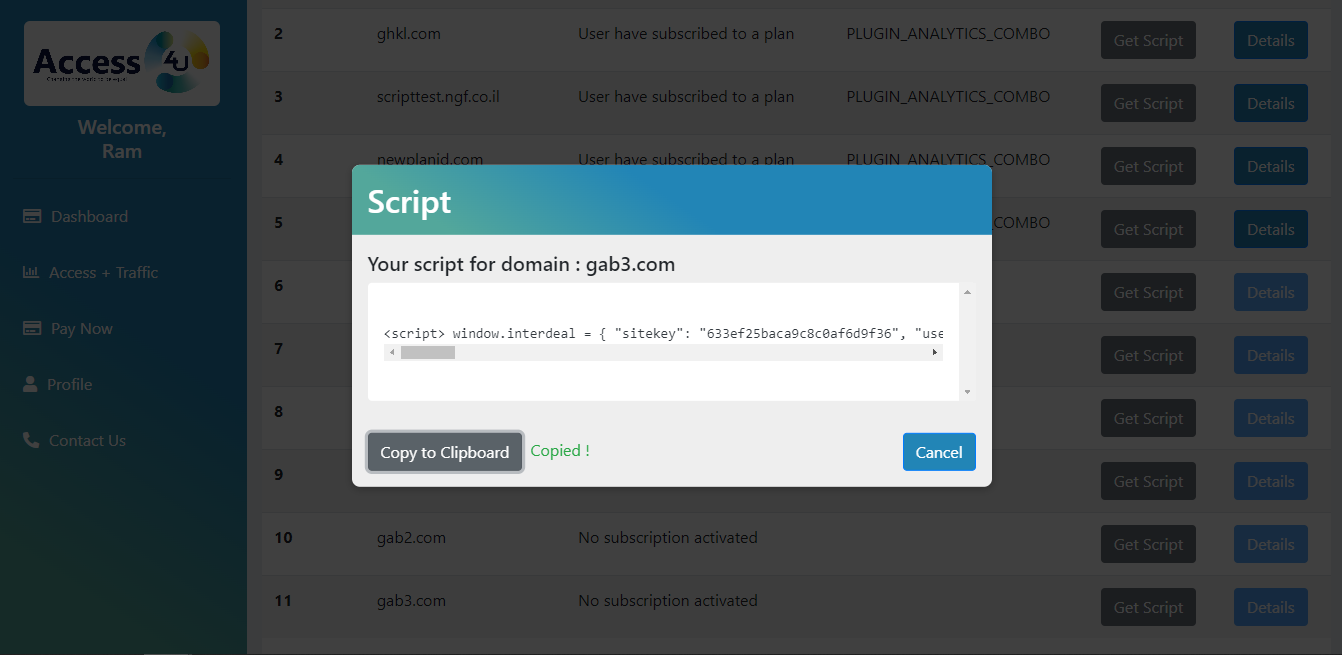 Access
4U
Welcome,
Ram
Dashboard
Access + Traffic
Pay Now
Profile
Contact Us
2 ghkl.com User have subscribed to a plan PLUGIN_ANALYTICS_COMBO Get Script Details
3 scripttest.ngf.co.il User have subscribed to a plan PLUGIN_ANALYTICS_COMBO Get Script Details
4 newplanid.com User have subscribed to a plan PLUGIN_ANALYTICS_COMBO Get Script Details
5 COMBO Get Script Details
6 Get Script Details
7 Get Script Details
8 Get Script Details
9 Get Script Details
10 gab2.com No subscription activated Get Script Details
11 gab3.com No subscription activated Get Script Details
Script
Your script for domain : gab3.com
<script> window.interdeal = { "sitekey": "633ef25baca9c8c0af6d9f36", "use
Copy to Clipboard Copied ! Cancel